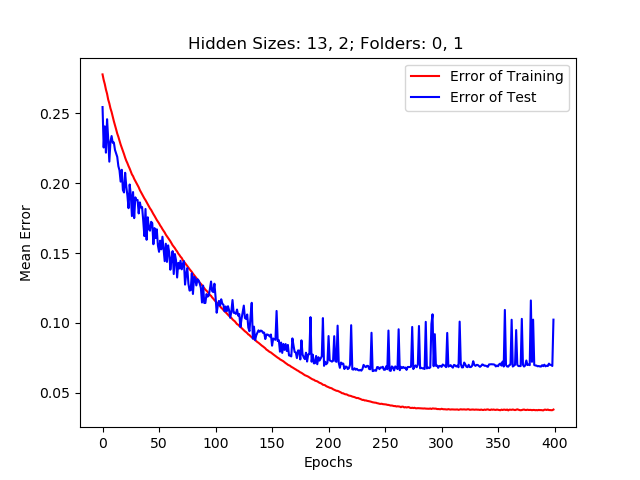 Hidden Sizes: 13, 2; Folders: 0, 1
Error of Training
Error of Test
Mean Error
0.25
0.20
0.15
0.10
0.05
0 50 100 150 200 250 300 350 400
Epochs